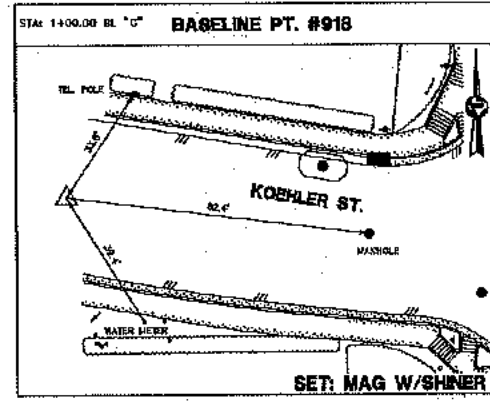 STA: 1+00.00 BL "G"
BASELINE PT. #918
TEL. POLE
KOEHLER ST.
82.4'
MANHOLE
WATER METER
SET: MAG W/SHINER